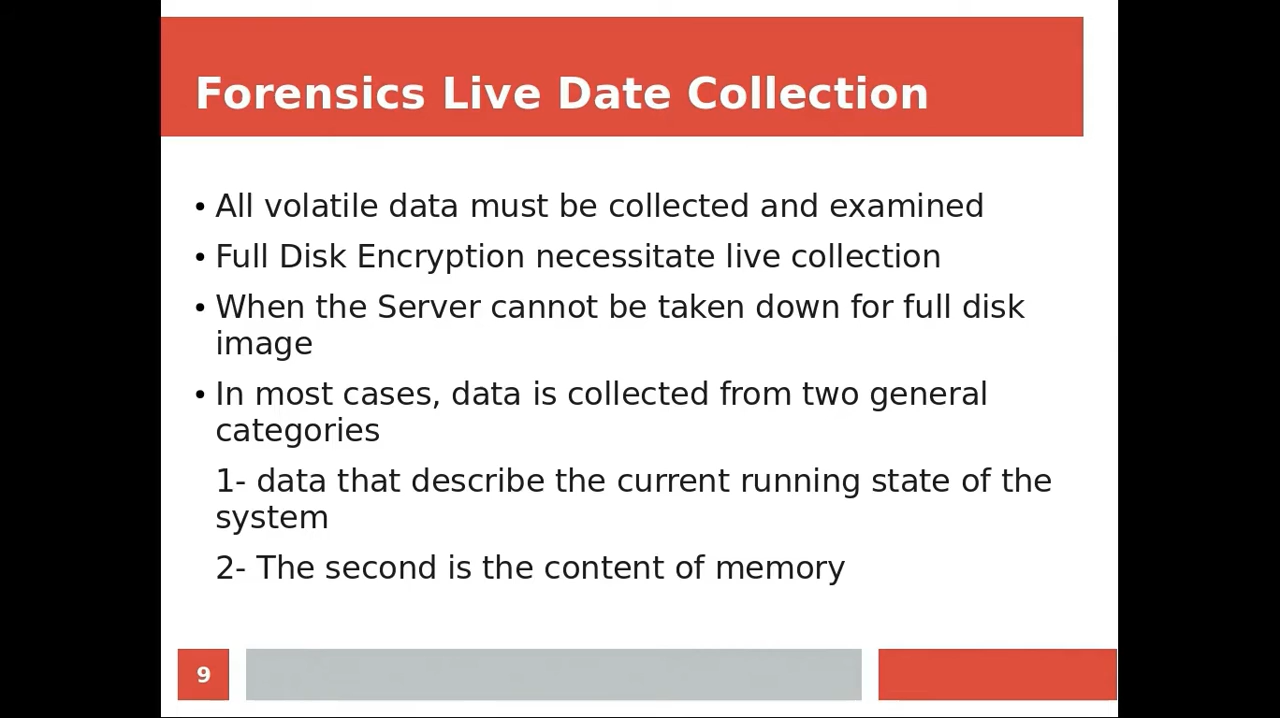 Forensics Live Date Collection
• All volatile data must be collected and examined
• Full Disk Encryption necessitate live collection
• When the Server cannot be taken down for full disk
image
• In most cases, data is collected from two general
categories
1- data that describe the current running state of the
system
2- The second is the content of memory
9